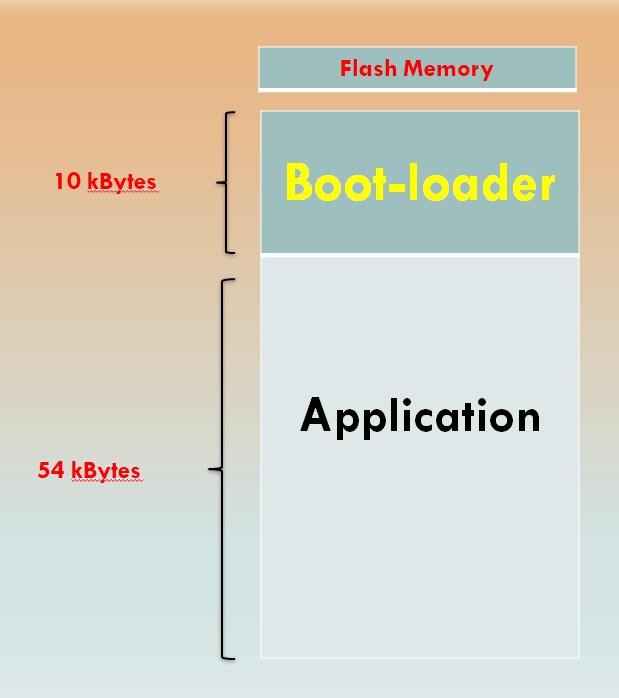 Flash Memory
10 kBytes
Boot-loader
Application
54 kBytes